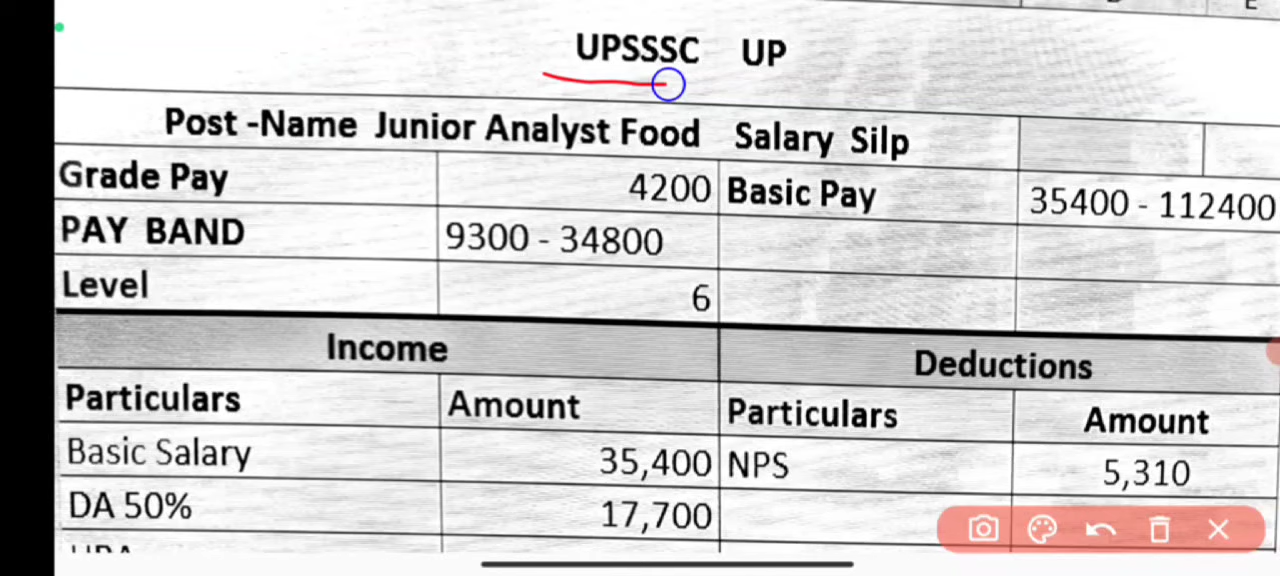 E
UPSSSC UP
Post -Name Junior Analyst Food Salary Silp
Grade Pay 4200 Basic Pay 35400 - 112400
PAY BAND 9300 - 34800
Level 6
Income Deductions
Particulars Amount Particulars Amount
Basic Salary 35,400 NPS 5,310
DA 50% 17,700